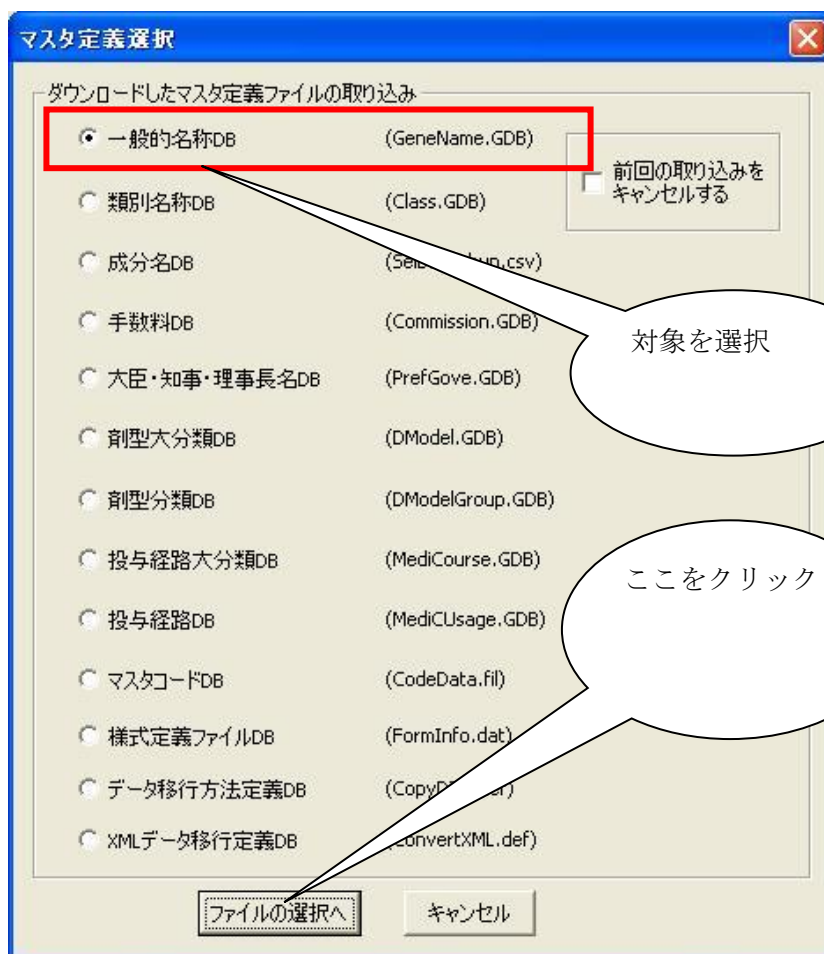 マスタ定義選択
ダウンロードしたマスタ定義ファイルの取り込み
一般的名称DB (GeneName.GDB)
前回の取り込みを
キャンセルする
類別名称DB (Class.GDB)
成分名DB
手数料DB (Commission.GDB)
対象を選択
大臣・知事・理事長名DB (PrefGove.GDB)
剤型大分類DB (DModel.GDB)
剤型分類DB (DModelGroup.GDB)
投与経路大分類DB (MediCourse.GDB)
ここをクリック
投与経路DB (MediCUsage.GDB)
マスタコードDB (CodeData.fil)
様式定義ファイルDB (FormInfo.dat)
データ移行方法定義DB
XMLデータ移行定義DB (ConvertXML.def)
ファイルの選択へ キャンセル